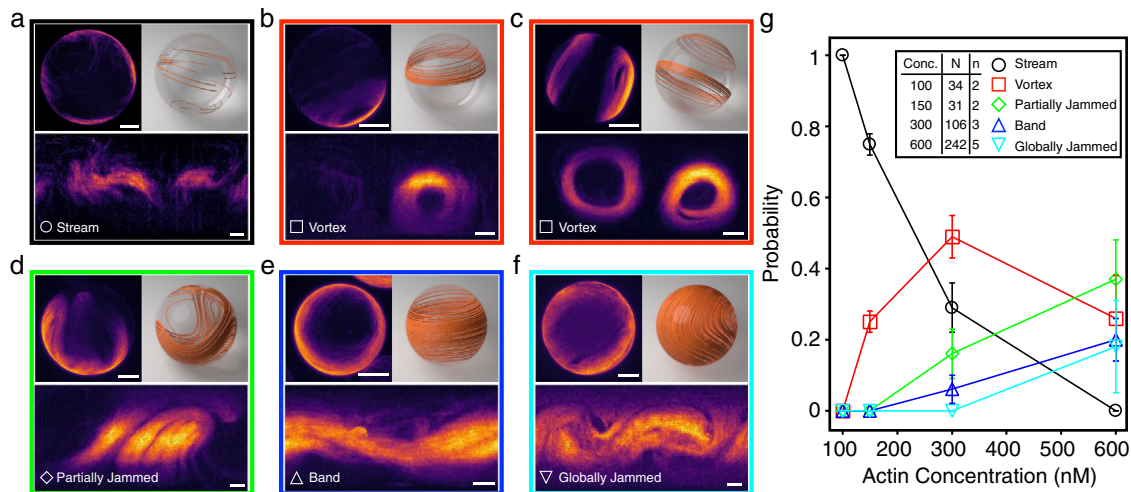 a
b
c
g
Stream
Vortex
Vortex
d
e
f
Partially Jammed
Band
Globally Jammed
Conc. N n
100 34 2
150 31 2
300 106 3
600 242 5
Stream
Vortex
Partially Jammed
Band
Globally Jammed
Probability
1
0.8
0.6
0.4
0.2
0
100 200 300 400 500 600
Actin Concentration (nM)